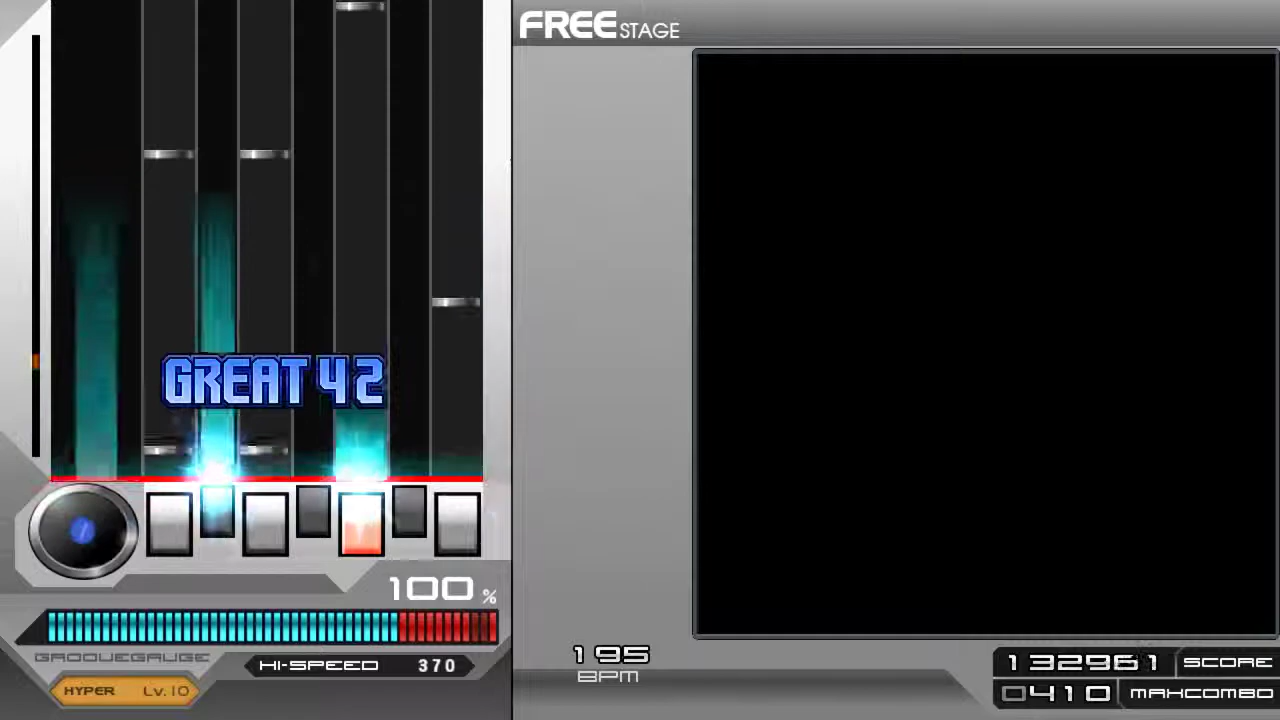 FREE STAGE
GREAT 42
100 %
GROOVEGAUGE
HI-SPEED 370
HYPER Lv.10
195
BPM
132961 SCORE
0410 MAXCOMBO